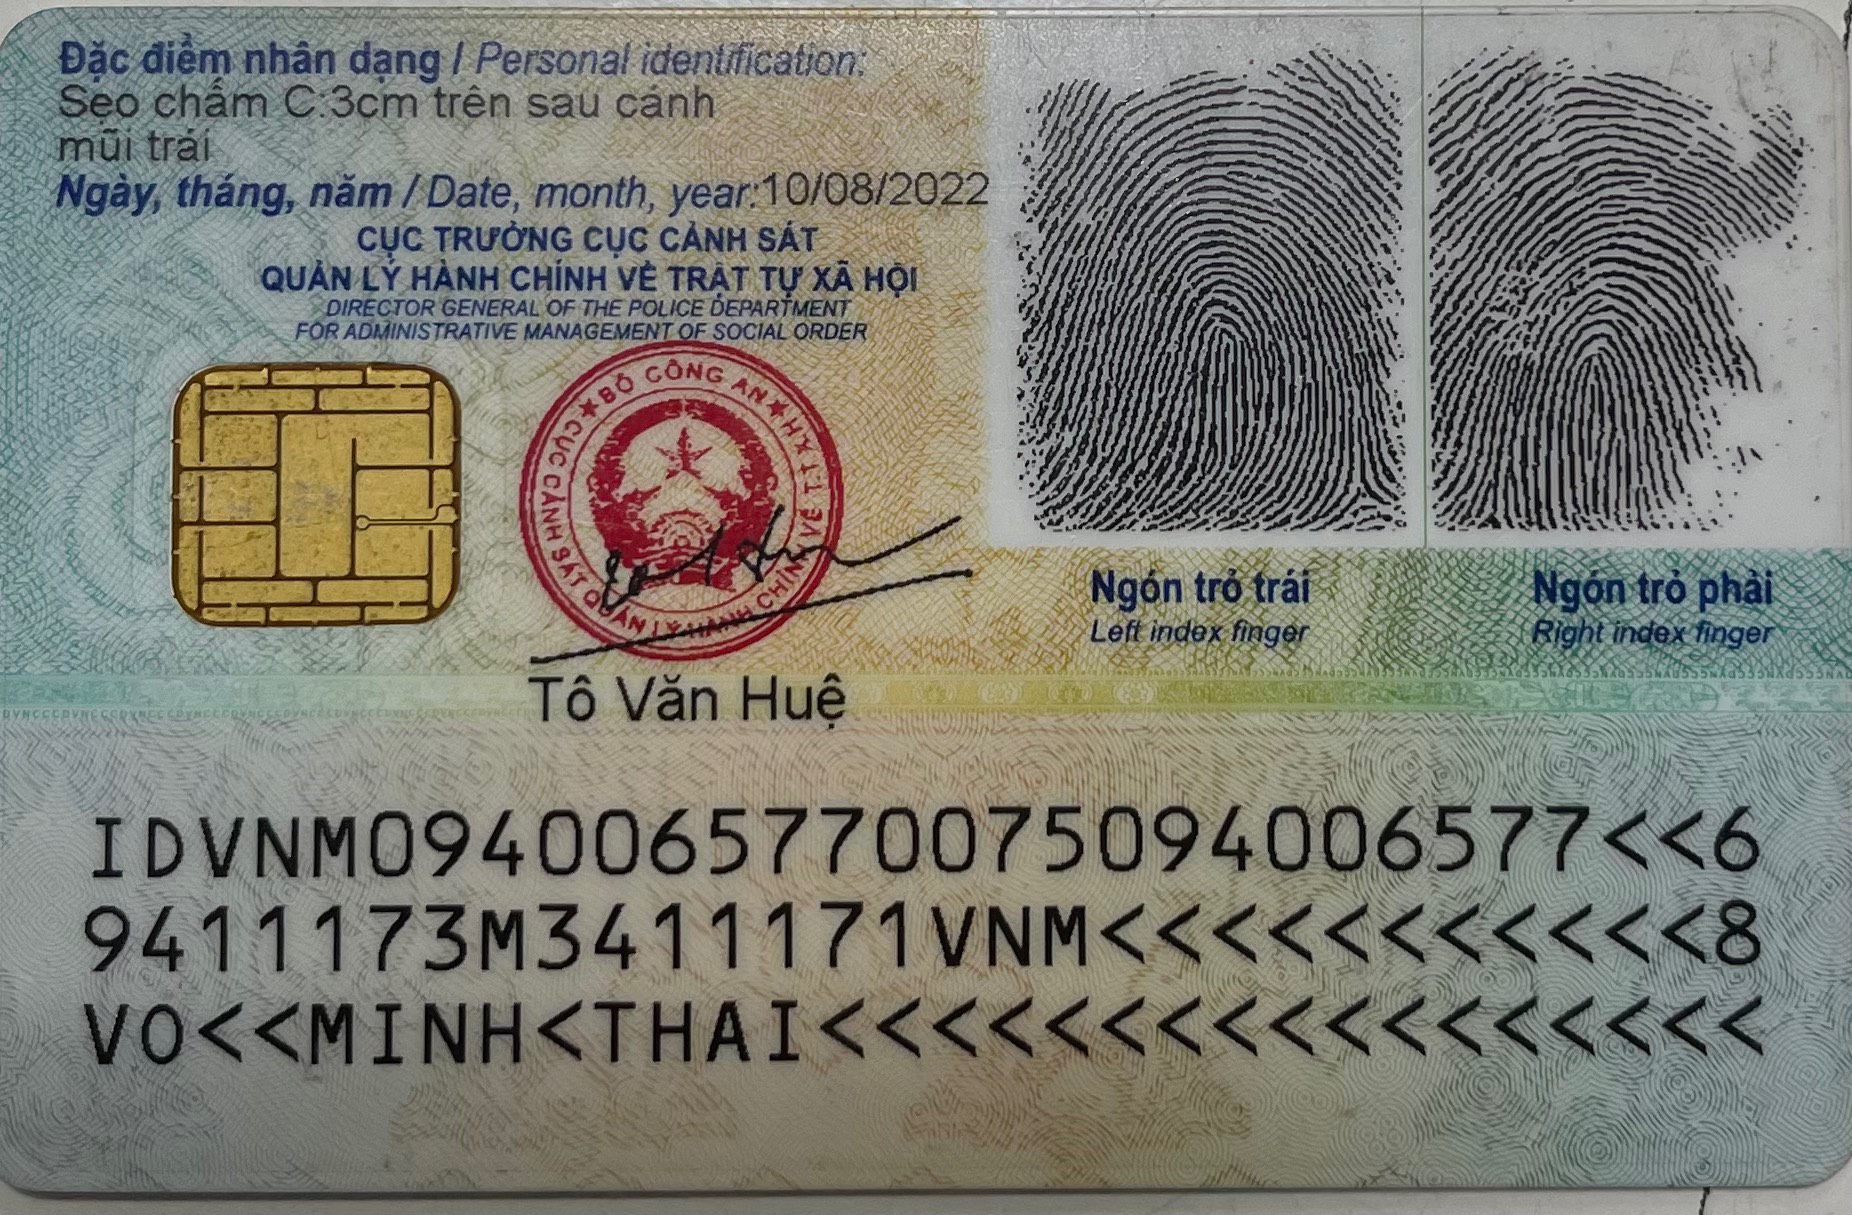 Đặc điểm nhân dạng / Personal identification:
Sẹo chấm C:3cm trên sau cánh
mũi trái
Ngày, tháng, năm / Date, month, year:10/08/2022
CỤC TRƯỞNG CỤC CẢNH SÁT
QUẢN LÝ HÀNH CHÍNH VỀ TRẬT TỰ XÃ HỘI
DIRECTOR GENERAL OF THE POLICE DEPARTMENT
FOR ADMINISTRATIVE MANAGEMENT OF SOCIAL ORDER
★ BỘ CÔNG AN ★
CỤC CẢNH SÁT QUẢN LÝ HÀNH CHÍNH VỀ TTXH
Tô Văn Huệ
Ngón trỏ trái
Left index finger
Ngón trỏ phải
Right index finger
IDVNM0940065770075094006577<<6
9411173M3411171VNM<<<<<<<<<<<8
VO<<MINH<THAI<<<<<<<<<<<<<<<<<